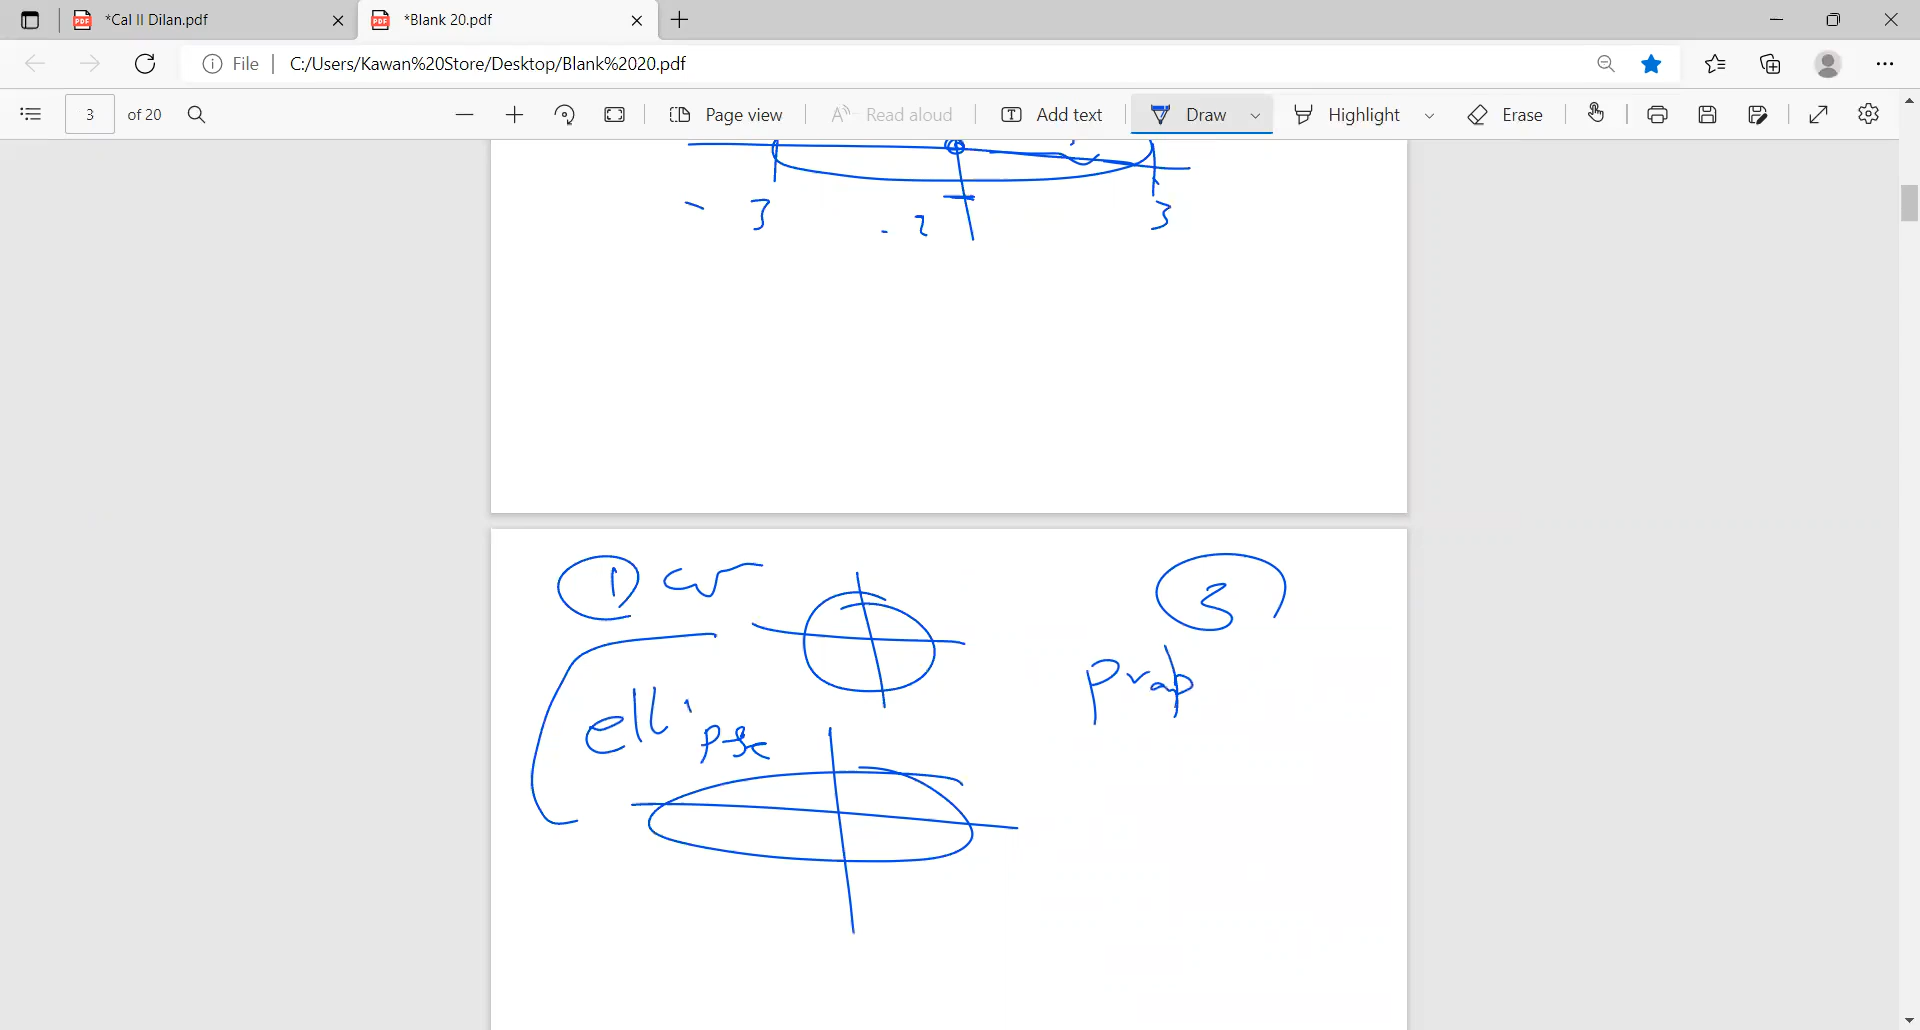 *Cal II Dilan.pdf
*Blank 20.pdf
File
C:/Users/Kawan%20Store/Desktop/Blank%2020.pdf
3 of 20
Page view
Read aloud
Add text
Draw
Highlight
Erase
- 3
- 2
3
1
3
ellipse
prap